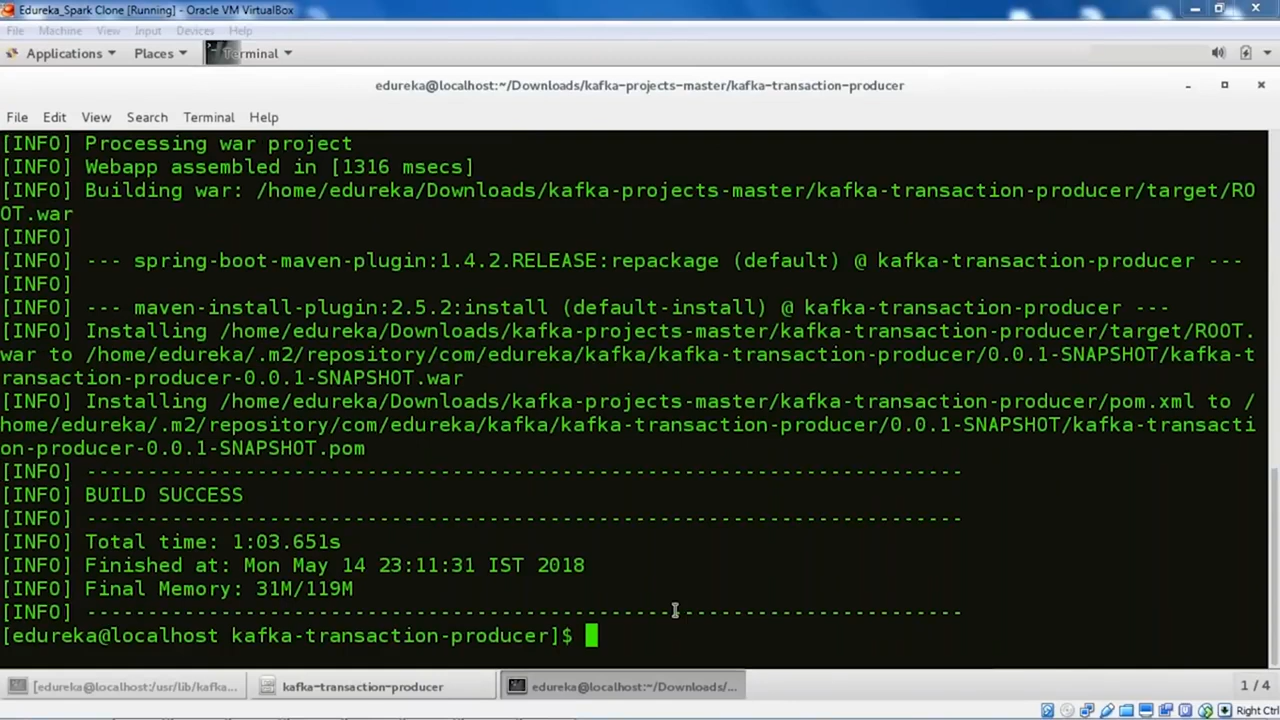 Edureka_Spark Clone [Running] - Oracle VM VirtualBox
File Machine View Input Devices Help
Applications Places Terminal
edureka@localhost:~/Downloads/kafka-projects-master/kafka-transaction-producer
File Edit View Search Terminal Help
[INFO] Processing war project
[INFO] Webapp assembled in [1316 msecs]
[INFO] Building war: /home/edureka/Downloads/kafka-projects-master/kafka-transaction-producer/target/RO
OT.war
[INFO]
[INFO] --- spring-boot-maven-plugin:1.4.2.RELEASE:repackage (default) @ kafka-transaction-producer ---
[INFO]
[INFO] --- maven-install-plugin:2.5.2:install (default-install) @ kafka-transaction-producer ---
[INFO] Installing /home/edureka/Downloads/kafka-projects-master/kafka-transaction-producer/target/ROOT.
war to /home/edureka/.m2/repository/com/edureka/kafka/kafka-transaction-producer/0.0.1-SNAPSHOT/kafka-t
ransaction-producer-0.0.1-SNAPSHOT.war
[INFO] Installing /home/edureka/Downloads/kafka-projects-master/kafka-transaction-producer/pom.xml to /
home/edureka/.m2/repository/com/edureka/kafka/kafka-transaction-producer/0.0.1-SNAPSHOT/kafka-transacti
on-producer-0.0.1-SNAPSHOT.pom
[INFO] ------------------------------------------------------------------------
[INFO] BUILD SUCCESS
[INFO] ------------------------------------------------------------------------
[INFO] Total time: 1:03.651s
[INFO] Finished at: Mon May 14 23:11:31 IST 2018
[INFO] Final Memory: 31M/119M
[INFO] ------------------------------------------------------------------------
[edureka@localhost kafka-transaction-producer]$
[edureka@localhost:/usr/lib/kafka... kafka-transaction-producer edureka@localhost:~/Downloads/... 1 / 4
Right Ctrl